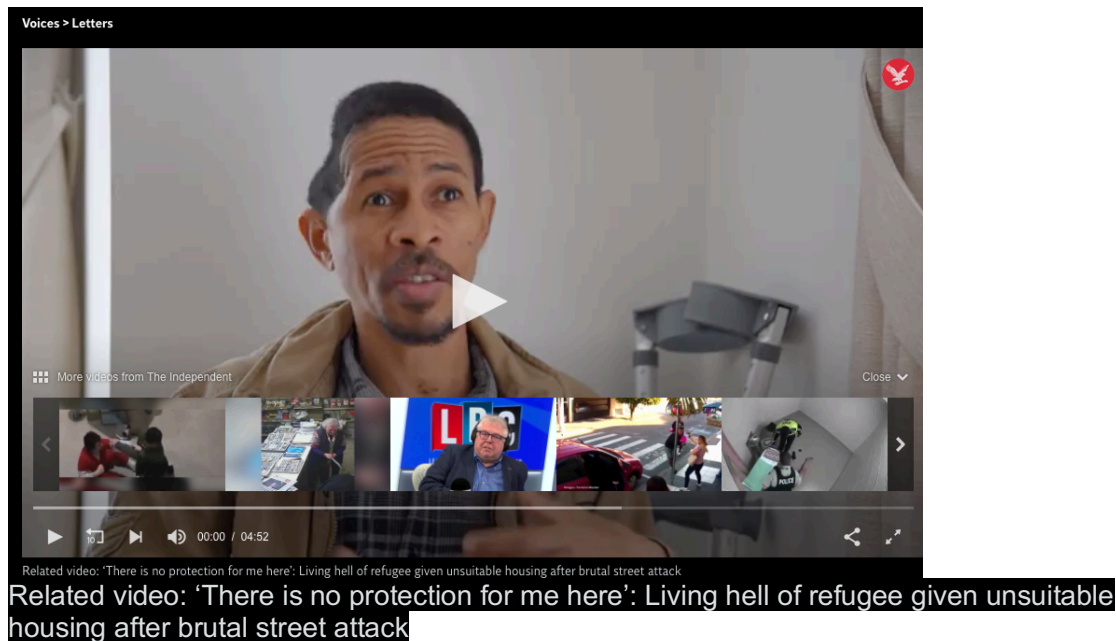 Voices > Letters
More videos from The Independent
Close
LBC
POLICE
10
00:00 / 04:52
Related video: ‘There is no protection for me here’: Living hell of refugee given unsuitable housing after brutal street attack
Related video: ‘There is no protection for me here’: Living hell of refugee given unsuitable
housing after brutal street attack